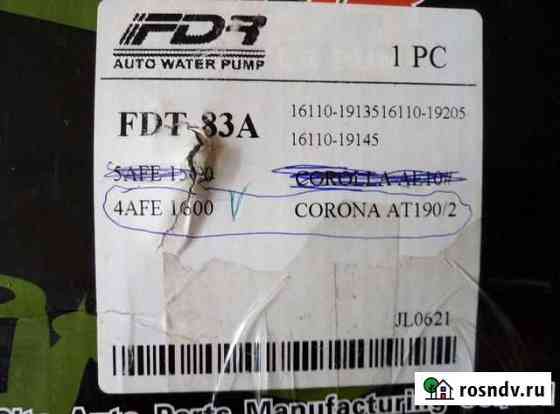 FDR
AUTO WATER PUMP
1 PC
FDT-83A
16110-1913516110-19205
16110-19145
COROLLA AE10#
4AFE 1600 V CORONA AT190/2
JL0621
Auto Parts Manufacturing
rosndv.ru